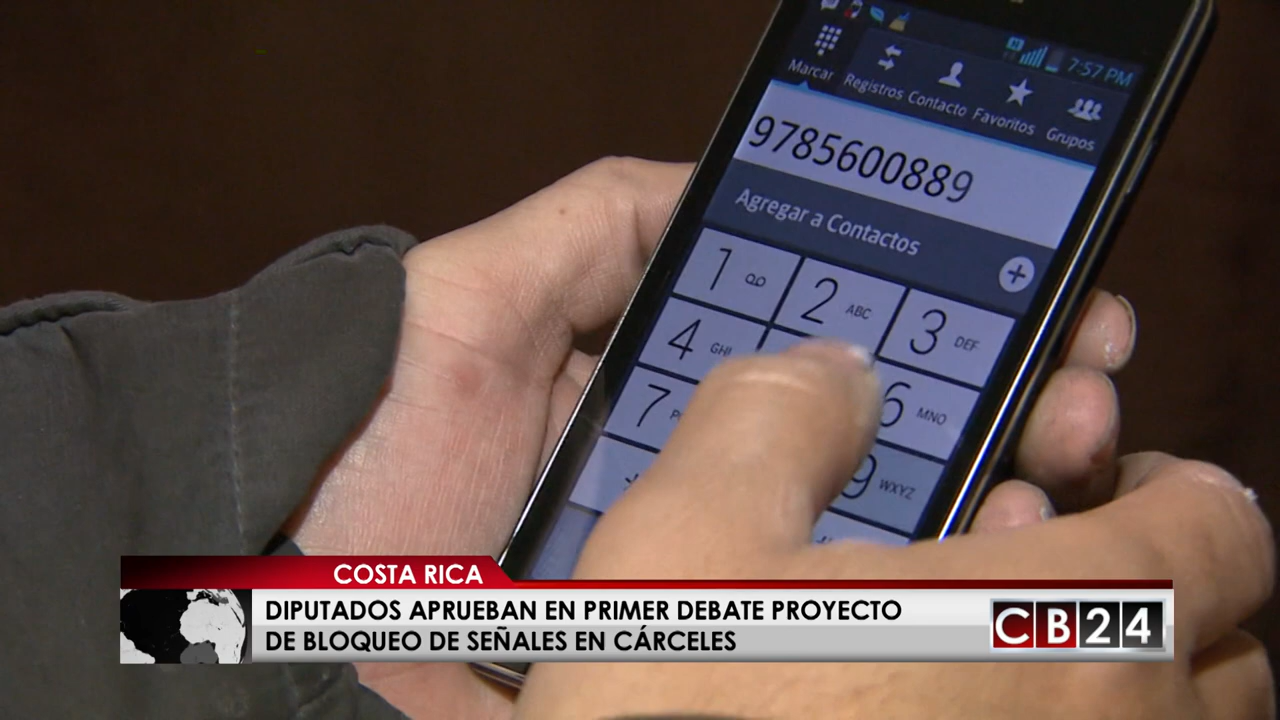 7:57 PM
Marcar Registros Contacto Favoritos Grupos
9785600889
Agregar a Contactos
1 2 ABC 3 DEF
4 GHI 6 MNO
7 9 WXYZ
COSTA RICA
DIPUTADOS APRUEBAN EN PRIMER DEBATE PROYECTO
DE BLOQUEO DE SEÑALES EN CÁRCELES
CB24